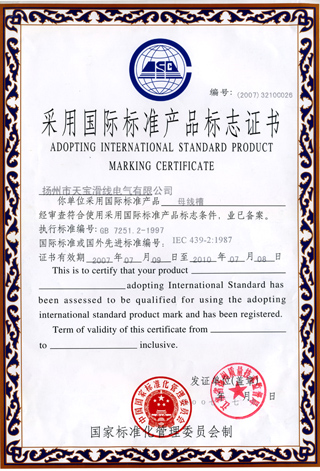 编号：(2007) 3210C026
采用国际标准产品标志证书
ADOPTING INTERNATIONAL STANDARD PRODUCT
MARKING CERTIFICATE
扬州市天宝滑线电气有限公司
你单位采用国际标准产品 母线槽
经审查符合使用采用国际标准产品标志条件，业已备案。
执行标准编号：GB 7251.2-1997
国际标准或国外先进标准编号：IEC 439-2:1987
证书有效期 2007 年 07 月 09 日至 2010 年 07 月 08 日
This is to certify that your product
adopting International Standard has
been assessed to be qualified for using the adopting
international standard product mark and has been registered.
Term of validity of this certificate from
to inclusive.
发证单位(盖章)
年 七 月
国家标准化管理委员会制